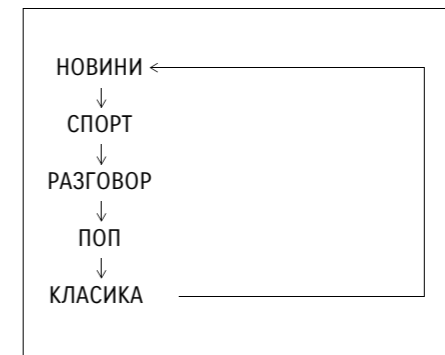 НОВИНИ
СПОРТ
РАЗГОВОР
ПОП
КЛАСИКА